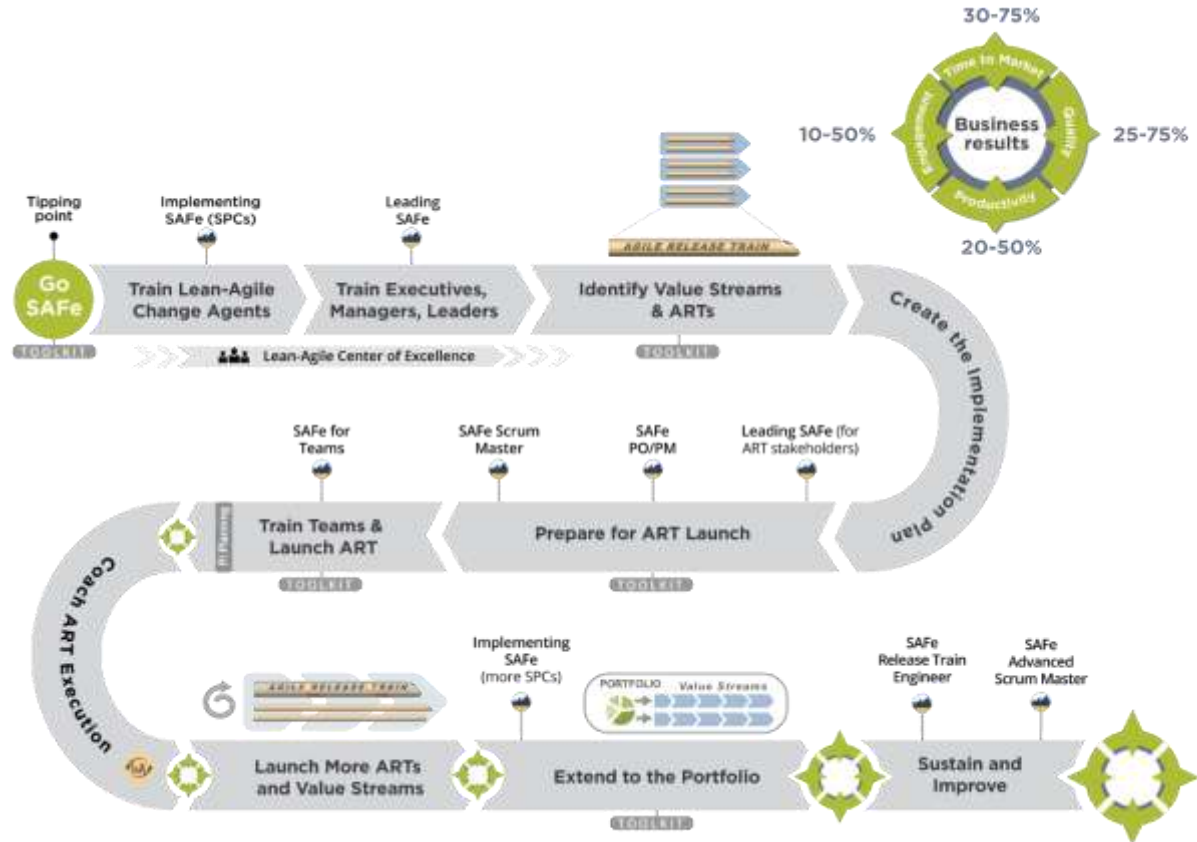 30-75%
Time to Market
10-50%
Engagement
Business
results
Quality
25-75%
Productivity
20-50%
Tipping
point
Implementing
SAFe (SPCs)
Leading
SAFe
AGILE RELEASE TRAIN
Go
SAFe
Train Lean-Agile
Change Agents
Train Executives,
Managers, Leaders
Identify Value Streams
& ARTs
Create the Implementation Plan
TOOLKIT
Lean-Agile Center of Excellence
TOOLKIT
SAFe for
Teams
SAFe Scrum
Master
SAFe
PO/PM
Leading SAFe (for
ART stakeholders)
PI Planning
Train Teams &
Launch ART
Prepare for ART Launch
TOOLKIT
TOOLKIT
Coach ART Execution
AGILE RELEASE TRAIN
Implementing
SAFe
(more SPCs)
PORTFOLIO
Value Streams
SAFe
Release Train
Engineer
SAFe
Advanced
Scrum Master
Launch More ARTs
and Value Streams
Extend to the Portfolio
Sustain and
Improve
TOOLKIT